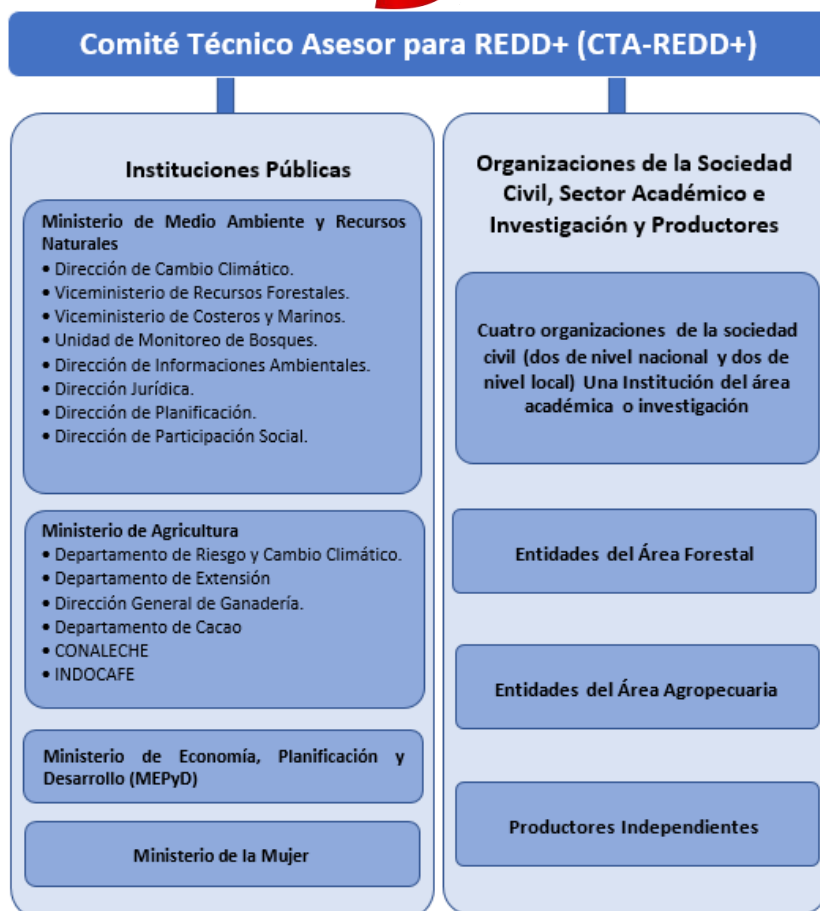 Comité Técnico Asesor para REDD+ (CTA-REDD+)
Instituciones Públicas
Ministerio de Medio Ambiente y Recursos
Naturales
• Dirección de Cambio Climático.
• Viceministerio de Recursos Forestales.
• Viceministerio de Costeros y Marinos.
• Unidad de Monitoreo de Bosques.
• Dirección de Informaciones Ambientales.
• Dirección Jurídica.
• Dirección de Planificación.
• Dirección de Participación Social.
Ministerio de Agricultura
• Departamento de Riesgo y Cambio Climático.
• Departamento de Extensión
• Dirección General de Ganadería.
• Departamento de Cacao
• CONALECHE
• INDOCAFE
Ministerio de Economía, Planificación y
Desarrollo (MEPyD)
Ministerio de la Mujer
Organizaciones de la Sociedad
Civil, Sector Académico e
Investigación y Productores
Cuatro organizaciones de la sociedad
civil (dos de nivel nacional y dos de
nivel local) Una Institución del área
académica o investigación
Entidades del Área Forestal
Entidades del Área Agropecuaria
Productores Independientes